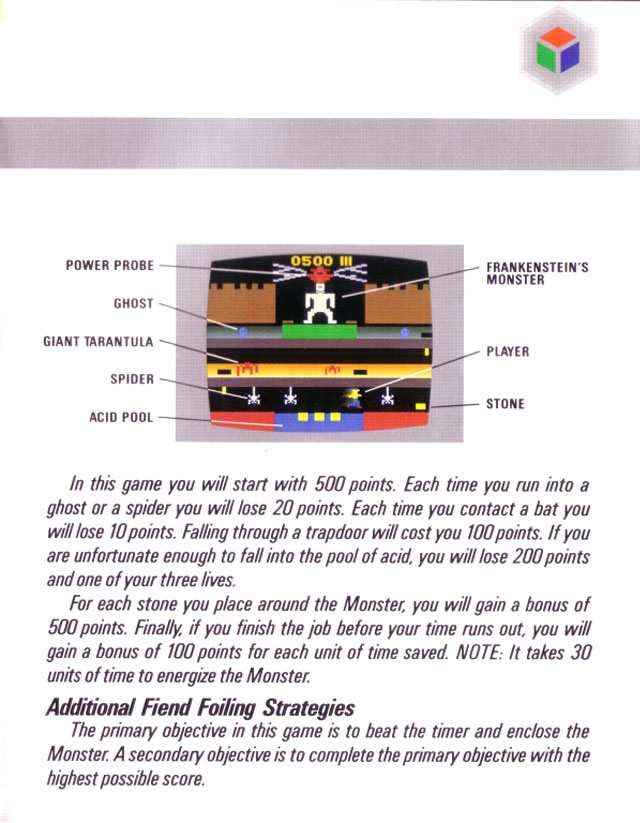 0500 III
POWER PROBE
FRANKENSTEIN'S
MONSTER
GHOST
GIANT TARANTULA
PLAYER
SPIDER
STONE
ACID POOL
In this game you will start with 500 points. Each time you run into a
ghost or a spider you will lose 20 points. Each time you contact a bat you
will lose 10 points. Falling through a trapdoor will cost you 100 points. If you
are unfortunate enough to fall into the pool of acid, you will lose 200 points
and one of your three lives.
For each stone you place around the Monster, you will gain a bonus of
500 points. Finally, if you finish the job before your time runs out, you will
gain a bonus of 100 points for each unit of time saved. NOTE: It takes 30
units of time to energize the Monster.
Additional Fiend Foiling Strategies
The primary objective in this game is to beat the timer and enclose the
Monster. A secondary objective is to complete the primary objective with the
highest possible score.